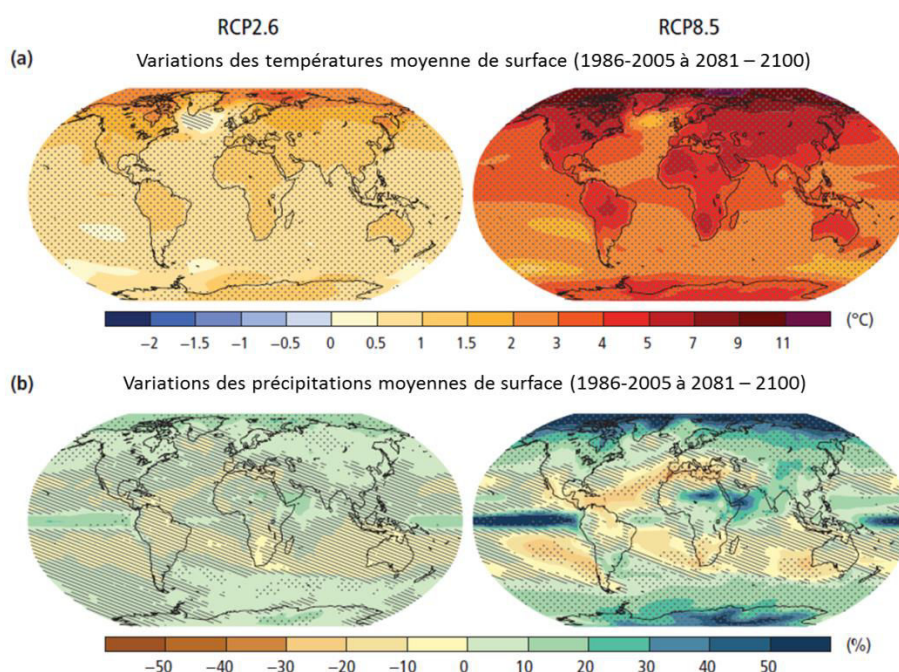 RCP2.6 RCP8.5
(a) Variations des températures moyenne de surface (1986-2005 à 2081 – 2100)
−2 −1.5 −1 −0.5 0 0.5 1 1.5 2 3 4 5 7 9 11 (°C)
(b) Variations des précipitations moyennes de surface (1986-2005 à 2081 – 2100)
−50 −40 −30 −20 −10 0 10 20 30 40 50 (%)